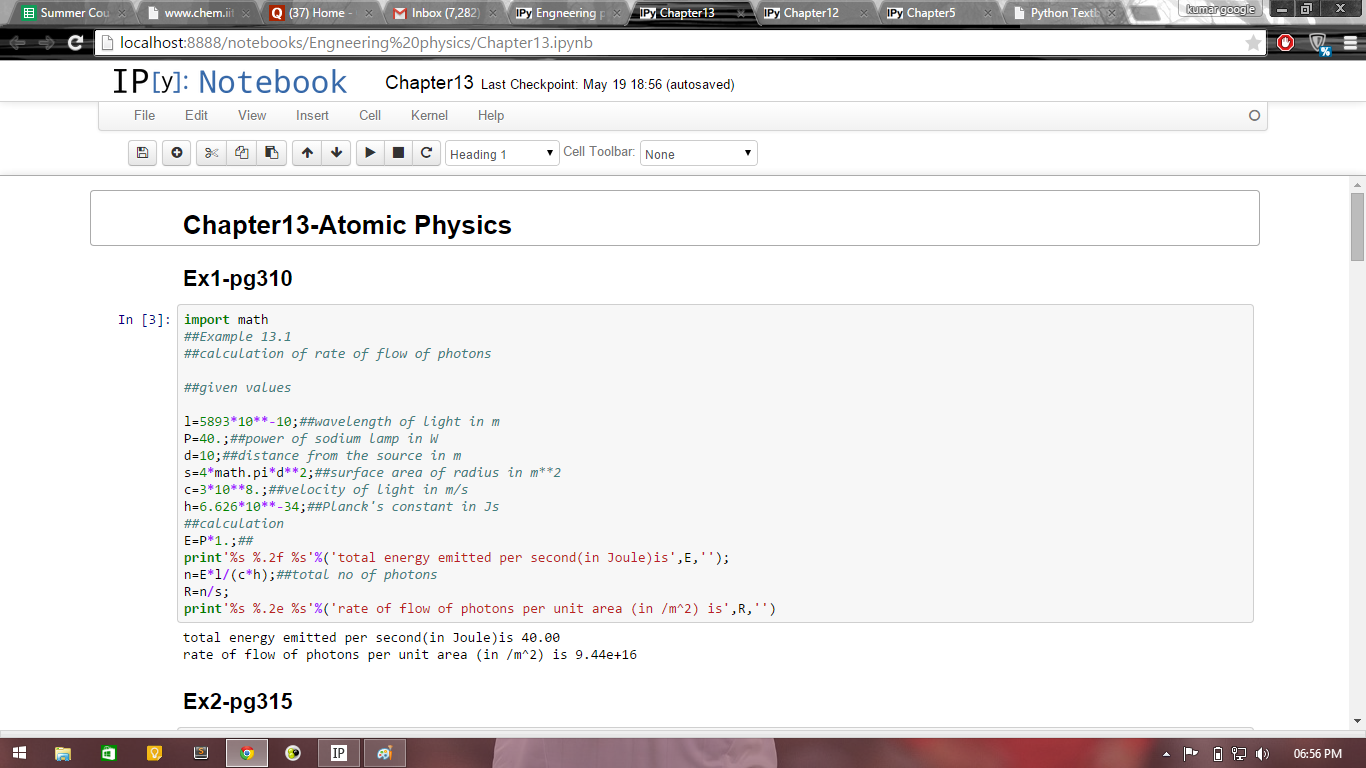 Summer Cou
www.chem.iit
(37) Home -
Inbox (7,282)
IPy Engneering p
IPy Chapter13
IPy Chapter12
IPy Chapter5
Python Textb
kumar google
localhost:8888/notebooks/Engneering%20physics/Chapter13.ipynb
IP[y]: Notebook
Chapter13 Last Checkpoint: May 19 18:56 (autosaved)
File Edit View Insert Cell Kernel Help
Heading 1 Cell Toolbar: None
Chapter13-Atomic Physics
Ex1-pg310
In [3]: import math
##Example 13.1
##calculation of rate of flow of photons
##given values
l=5893*10**-10;##wavelength of light in m
P=40.;##power of sodium lamp in W
d=10;##distance from the source in m
s=4*math.pi*d**2;##surface area of radius in m**2
c=3*10**8.;##velocity of light in m/s
h=6.626*10**-34;##Planck's constant in Js
##calculation
E=P*1.;##
print'%s %.2f %s'%('total energy emitted per second(in Joule)is',E,'');
n=E*l/(c*h);##total no of photons
R=n/s;
print'%s %.2e %s'%('rate of flow of photons per unit area (in /m^2) is',R,'')
total energy emitted per second(in Joule)is 40.00
rate of flow of photons per unit area (in /m^2) is 9.44e+16
Ex2-pg315
IP
06:56 PM